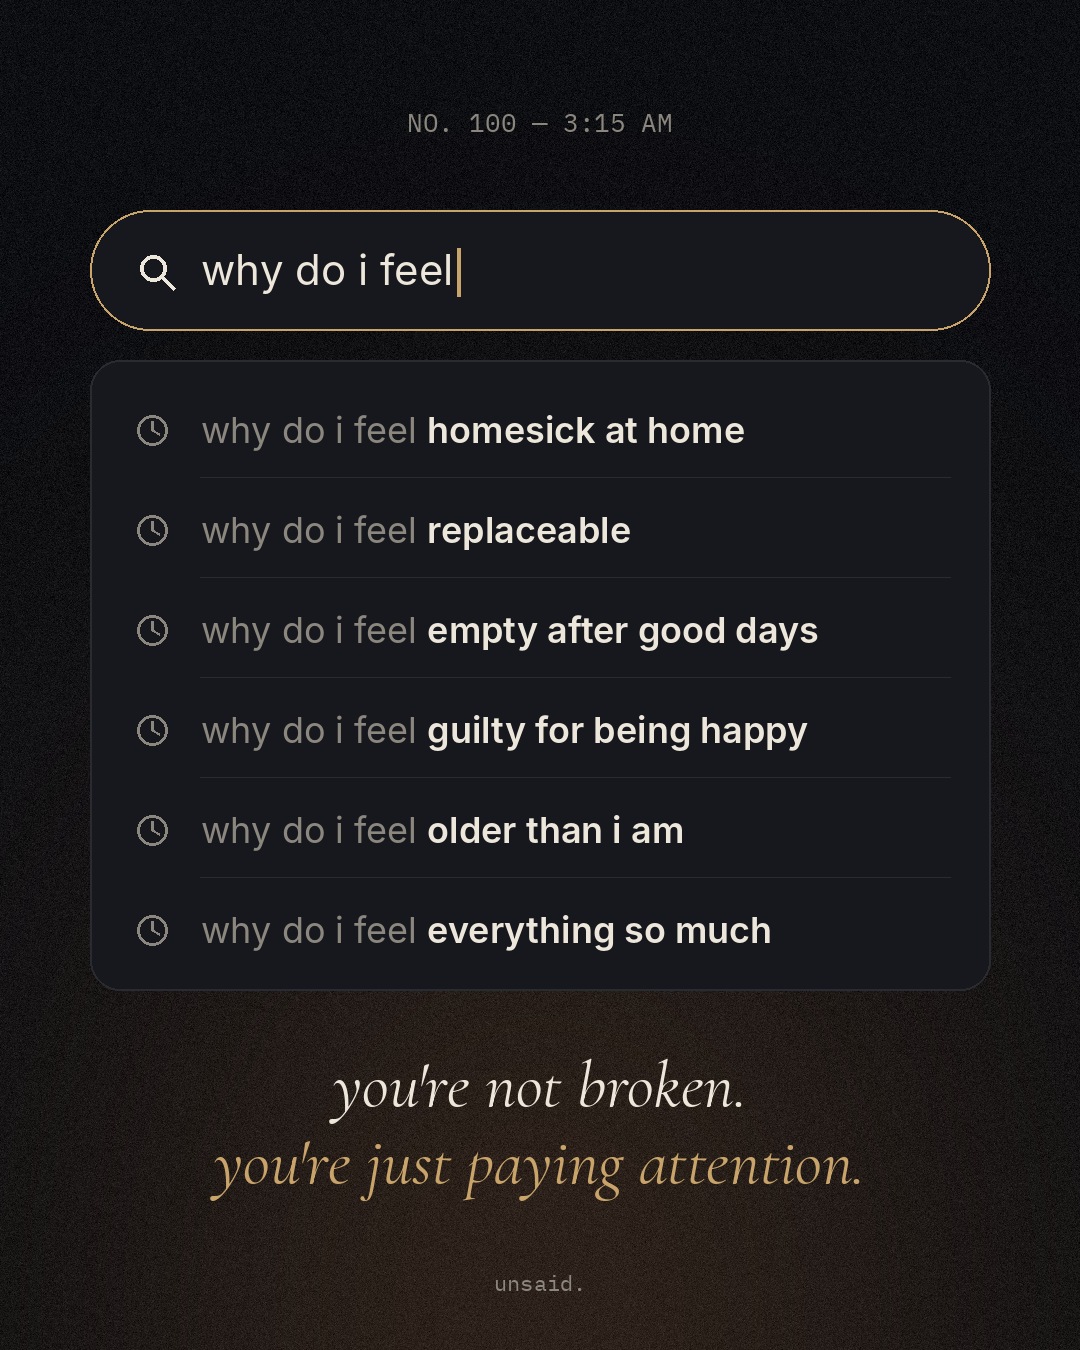 NO. 100 — 3:15 AM
why do i feel
why do i feel homesick at home
why do i feel replaceable
why do i feel empty after good days
why do i feel guilty for being happy
why do i feel older than i am
why do i feel everything so much
you're not broken.
you're just paying attention.
unsaid.